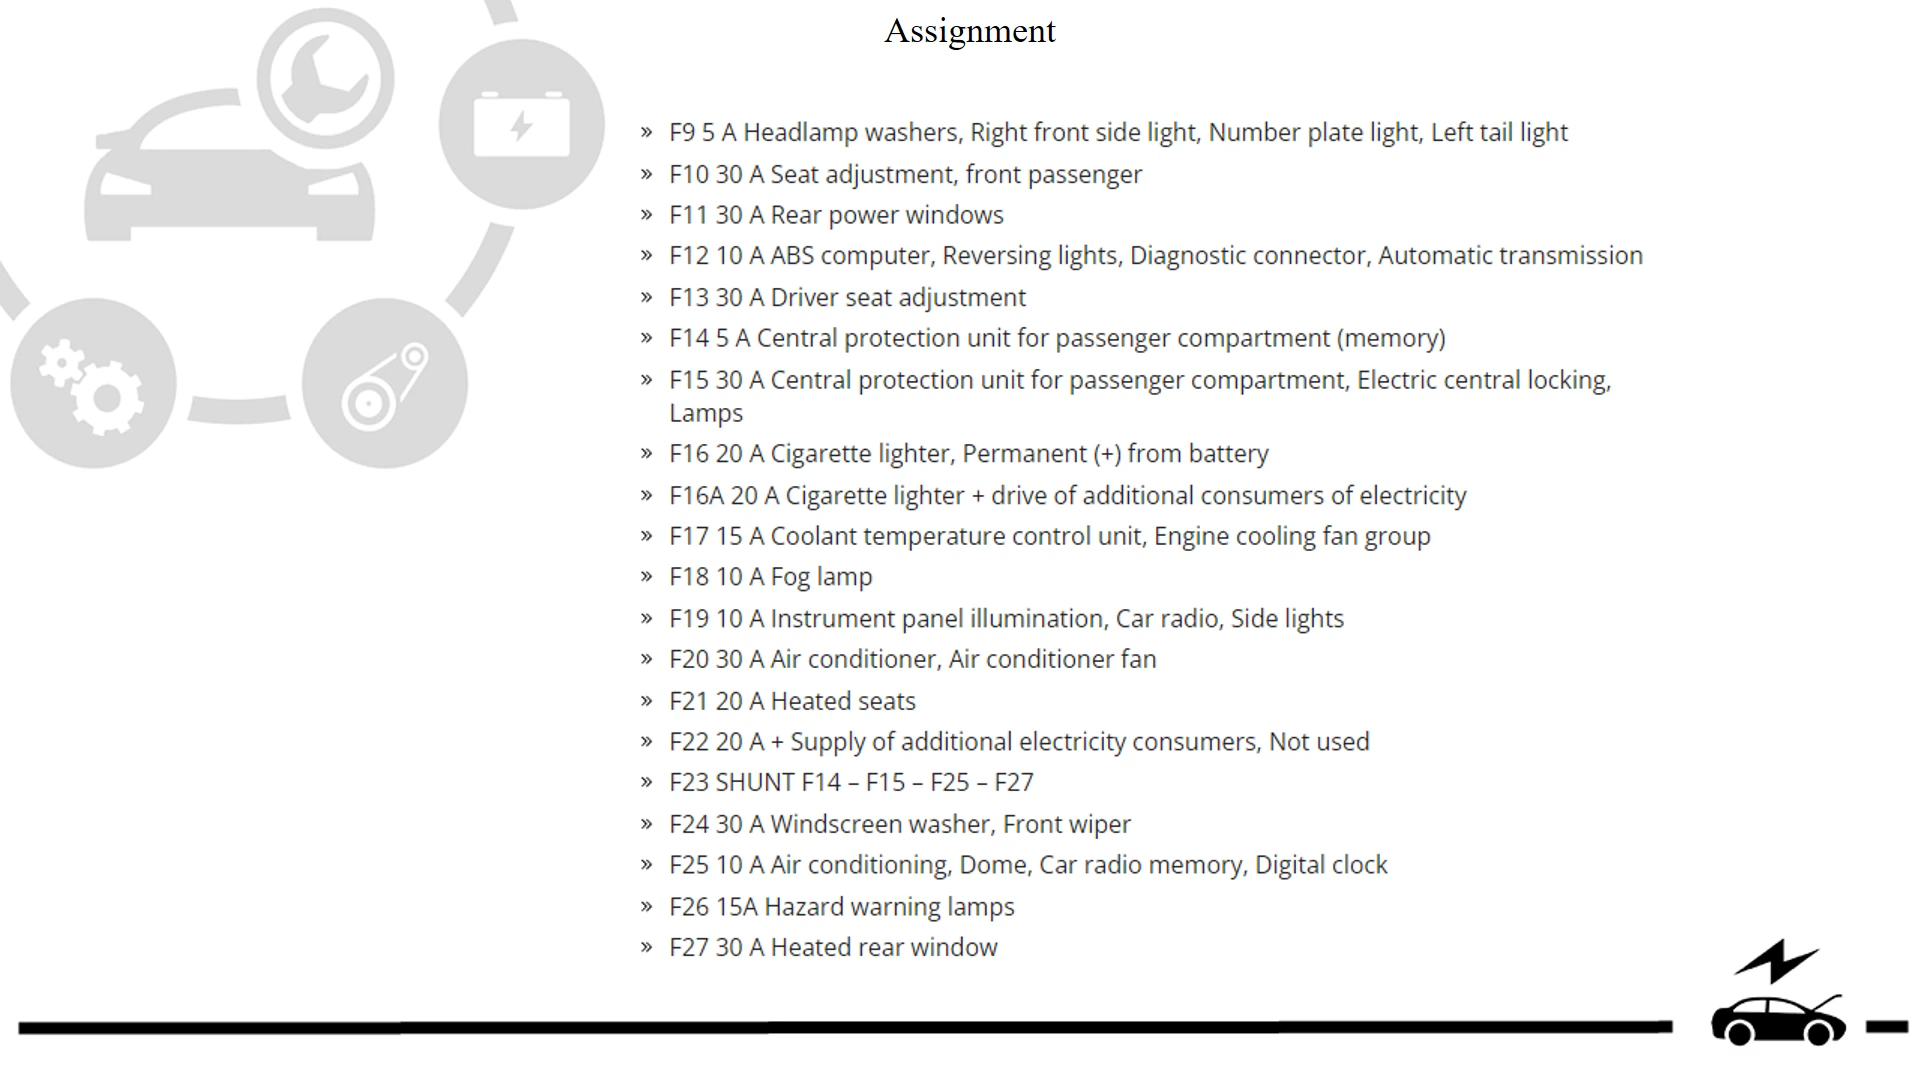 Assignment
» F9 5 A Headlamp washers, Right front side light, Number plate light, Left tail light
» F10 30 A Seat adjustment, front passenger
» F11 30 A Rear power windows
» F12 10 A ABS computer, Reversing lights, Diagnostic connector, Automatic transmission
» F13 30 A Driver seat adjustment
» F14 5 A Central protection unit for passenger compartment (memory)
» F15 30 A Central protection unit for passenger compartment, Electric central locking,
Lamps
» F16 20 A Cigarette lighter, Permanent (+) from battery
» F16A 20 A Cigarette lighter + drive of additional consumers of electricity
» F17 15 A Coolant temperature control unit, Engine cooling fan group
» F18 10 A Fog lamp
» F19 10 A Instrument panel illumination, Car radio, Side lights
» F20 30 A Air conditioner, Air conditioner fan
» F21 20 A Heated seats
» F22 20 A + Supply of additional electricity consumers, Not used
» F23 SHUNT F14 – F15 – F25 – F27
» F24 30 A Windscreen washer, Front wiper
» F25 10 A Air conditioning, Dome, Car radio memory, Digital clock
» F26 15A Hazard warning lamps
» F27 30 A Heated rear window